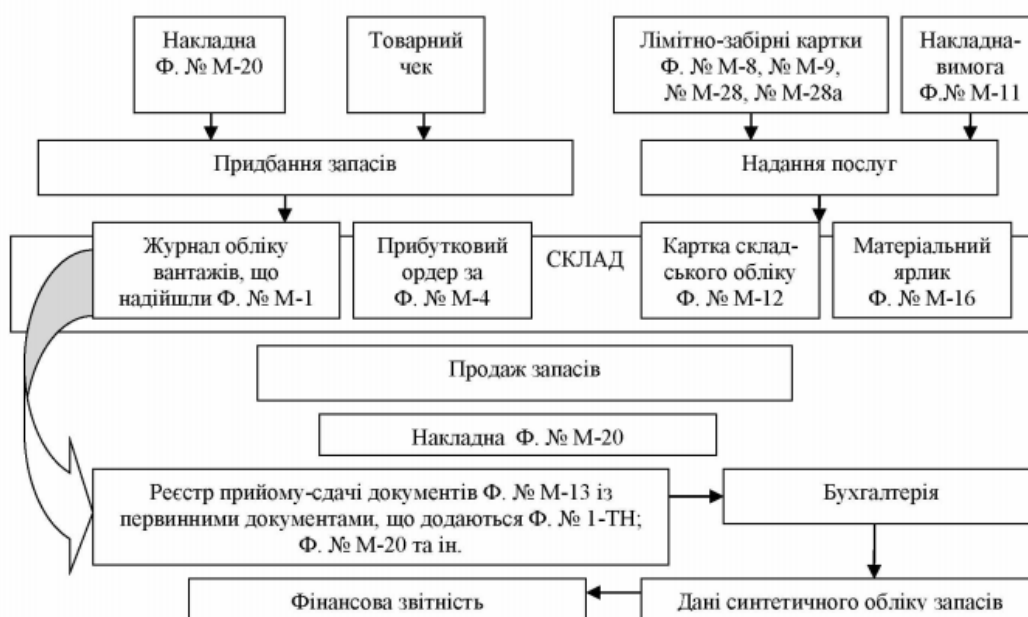 Накладна
Ф. № М-20
Товарний
чек
Лімітно-забірні картки
Ф. № М-8, № М-9,
№ М-28, № М-28а
Накладна-
вимога
Ф.№ М-11
Придбання запасів
Надання послуг
Журнал обліку
вантажів, що
надійшли Ф. № М-1
Прибутковий
ордер за
Ф. № М-4
СКЛАД
Картка склад-
ського обліку
Ф. № М-12
Матеріальний
ярлик
Ф. № М-16
Продаж запасів
Накладна Ф. № М-20
Реєстр прийому-сдачі документів Ф. № М-13 із
первинними документами, що додаються Ф. № 1-ТН;
Ф. № М-20 та ін.
Бухгалтерія
Фінансова звітність
Дані синтетичного обліку запасів